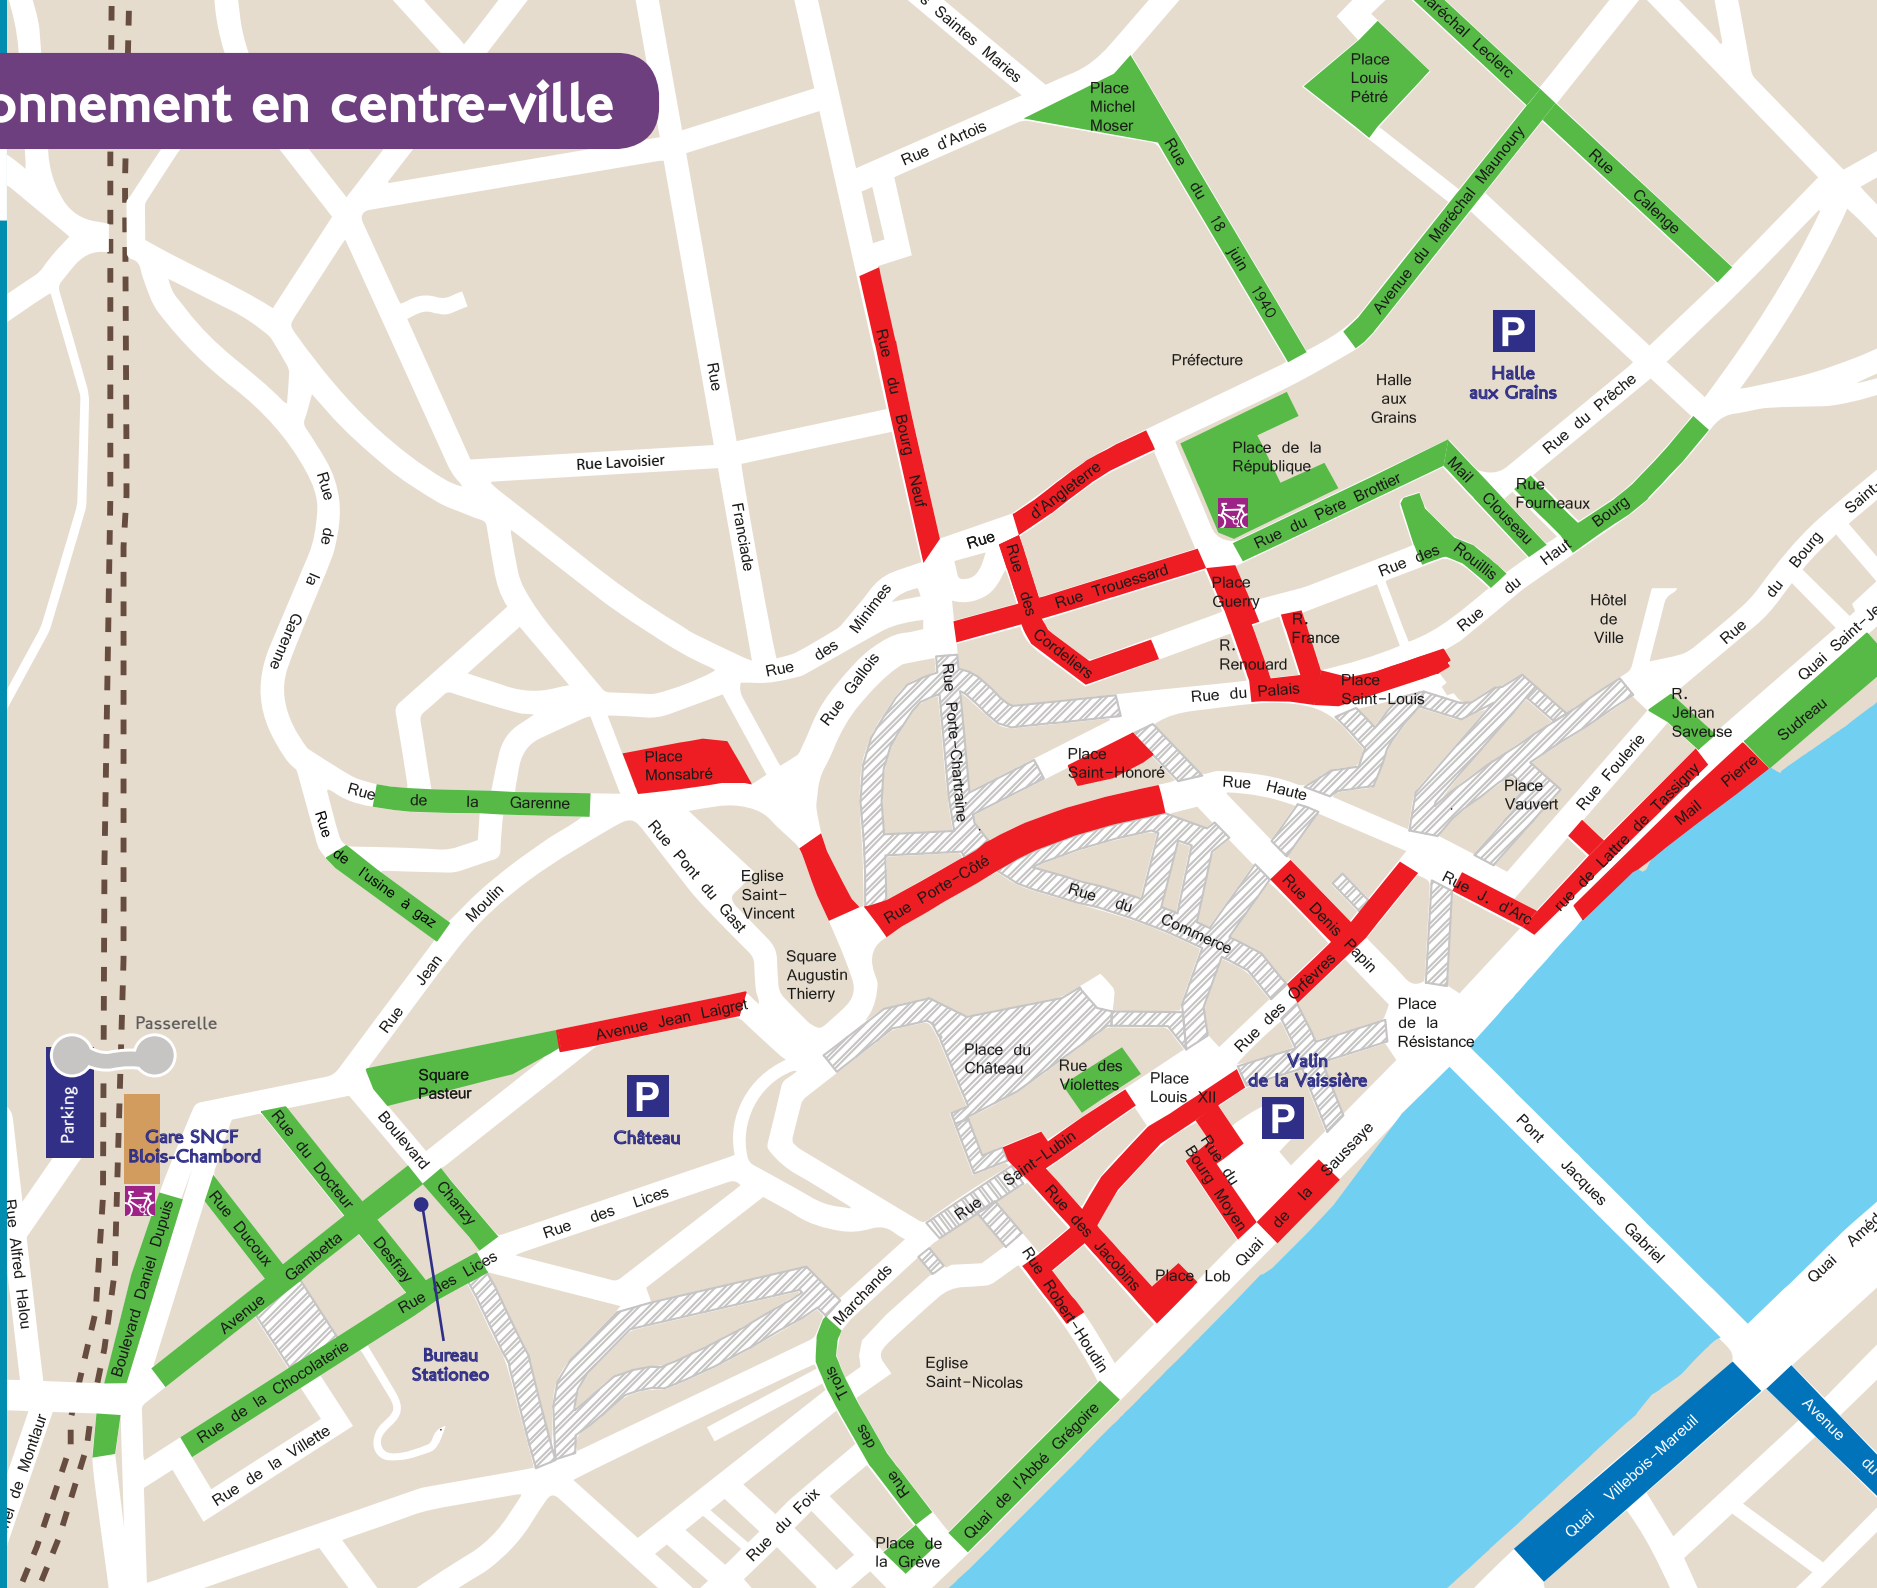 onnement en centre-ville
Saintes Maries
Rue d'Artois
Place
Michel
Moser
Place
Louis
Pétré
Maréchal Leclerc
Rue Calenge
Rue du 18 juin 1940
Avenue du Maréchal Maunoury
Préfecture
Halle
aux
Grains
P
Halle
aux Grains
Rue du Prêche
Rue du Bourg Neuf
Rue
Franciade
Rue Lavoisier
Rue de la Garenne
Rue d'Angleterre
Place de la
République
Rue du Père Brottier
Mail Clouseau
Rue
Fourneaux
Rue du Haut Bourg
Rue des Rouillis
Rue du Bourg Saint-
Quai Saint-Je
Hôtel
de
Ville
Rue des Cordeliers
Rue Trouessard
Place
Guerry
R.
France
R.
Renouard
Rue du Palais
Place
Saint-Louis
Rue des Minimes
Rue Gallois
Rue Porte-Chartraine
R.
Jehan
Saveuse
Sudreau
Pierre
Mail
Rue Foulerie
rue de Lattre de Tassigny
Place
Vauvert
Place
Monsabré
Place
Saint-Honoré
Rue Haute
Rue de la Garenne
Rue de l'usine à gaz
Rue Pont du Gast
Eglise
Saint-
Vincent
Rue Porte-Côté
Rue du Commerce
Rue Denis Papin
Rue J. d'Arc
Rue Jean Moulin
Square
Augustin
Thierry
Rue des Orfèvres
Place
de la
Résistance
Avenue Jean Laigret
Passerelle
Parking
Square
Pasteur
P
Château
Place du
Château
Rue des
Violettes
Place
Louis XII
Valin
de la Vaissière
P
Gare SNCF
Blois-Chambord
Boulevard
Chanzy
Rue du Docteur
Desfray
Rue Ducoux
Avenue Gambetta
Boulevard Daniel Dupuis
Rue Alfred Halou
Rue des Lices
Rue des Lices
Rue Saint-Lubin
Rue des Jacobins
Rue du
Bourg Moyen
Quai de la Saussaye
Place Lob
Rue Robert-Houdin
Pont Jacques Gabriel
Quai Améd
Bureau
Stationeo
Rue de la Chocolaterie
Rue de la Villette
de Montlaur
Marchands
Rue des Trois
Eglise
Saint-Nicolas
Quai de l'Abbé Grégoire
Rue du Foix
Place de
la Grève
Quai Villebois-Mareuil
Avenue du